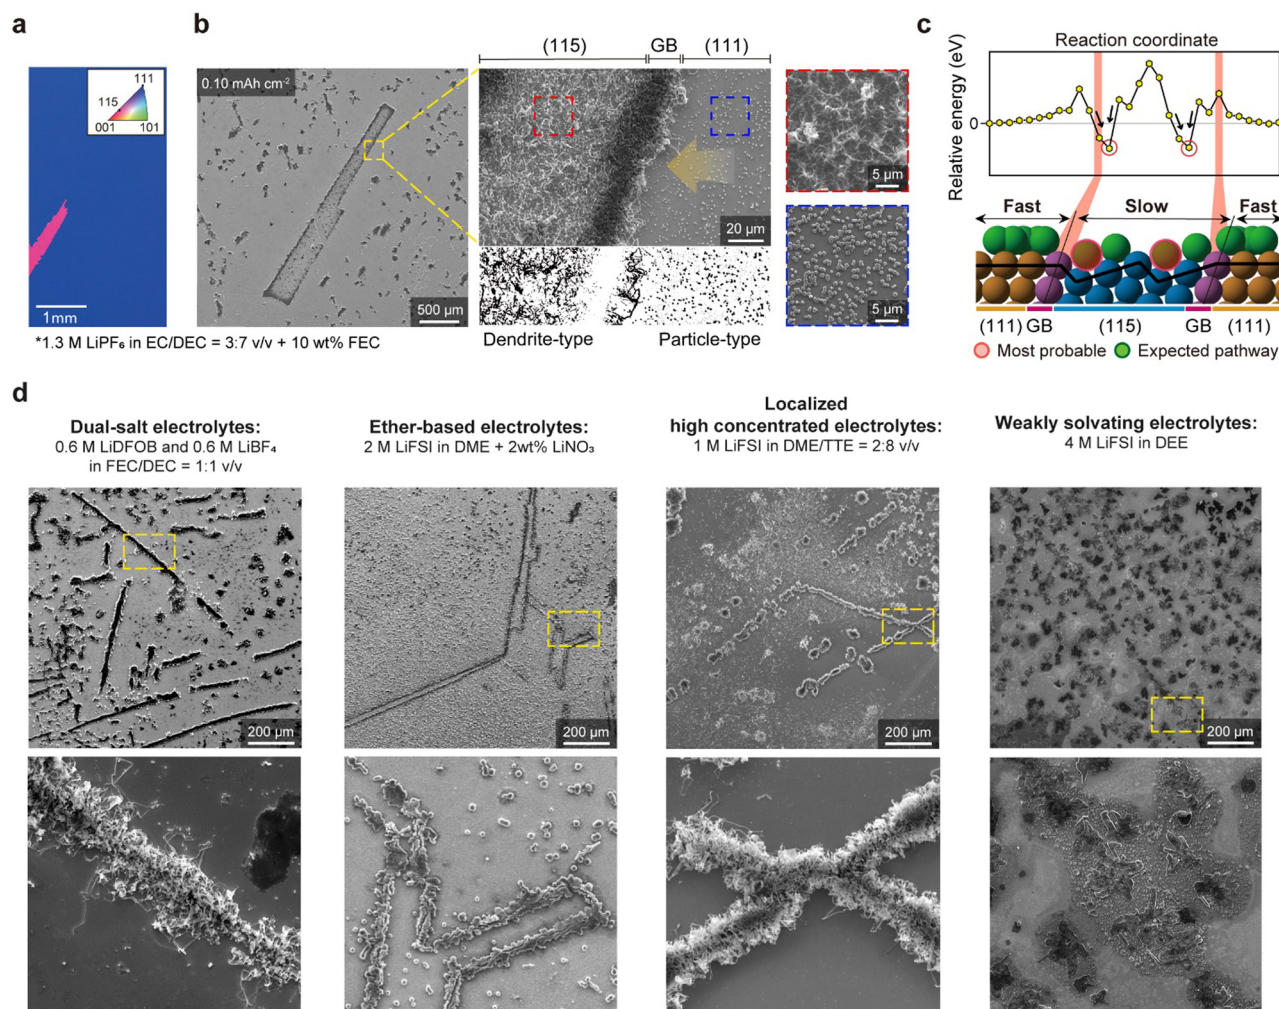 a
111
115
001
101
1mm
*1.3 M LiPF₆ in EC/DEC = 3:7 v/v + 10 wt% FEC
b
0.10 mAh cm⁻²
500 µm
(115)
GB
(111)
20 µm
Dendrite-type
Particle-type
5 µm
5 µm
c
Reaction coordinate
Relative energy (eV)
0
Fast
Slow
Fast
(111)
GB
(115)
GB
(111)
Most probable
Expected pathway
d
Dual-salt electrolytes:
0.6 M LiDFOB and 0.6 M LiBF₄
in FEC/DEC = 1:1 v/v
Ether-based electrolytes:
2 M LiFSI in DME + 2wt% LiNO₃
Localized
high concentrated electrolytes:
1 M LiFSI in DME/TTE = 2:8 v/v
Weakly solvating electrolytes:
4 M LiFSI in DEE
200 µm
200 µm
200 µm
200 µm